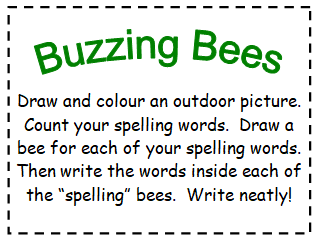 Buzzing Bees
Draw and colour an outdoor picture.
Count your spelling words.  Draw a
bee for each of your spelling words.
Then write the words inside each of
the “spelling” bees.  Write neatly!